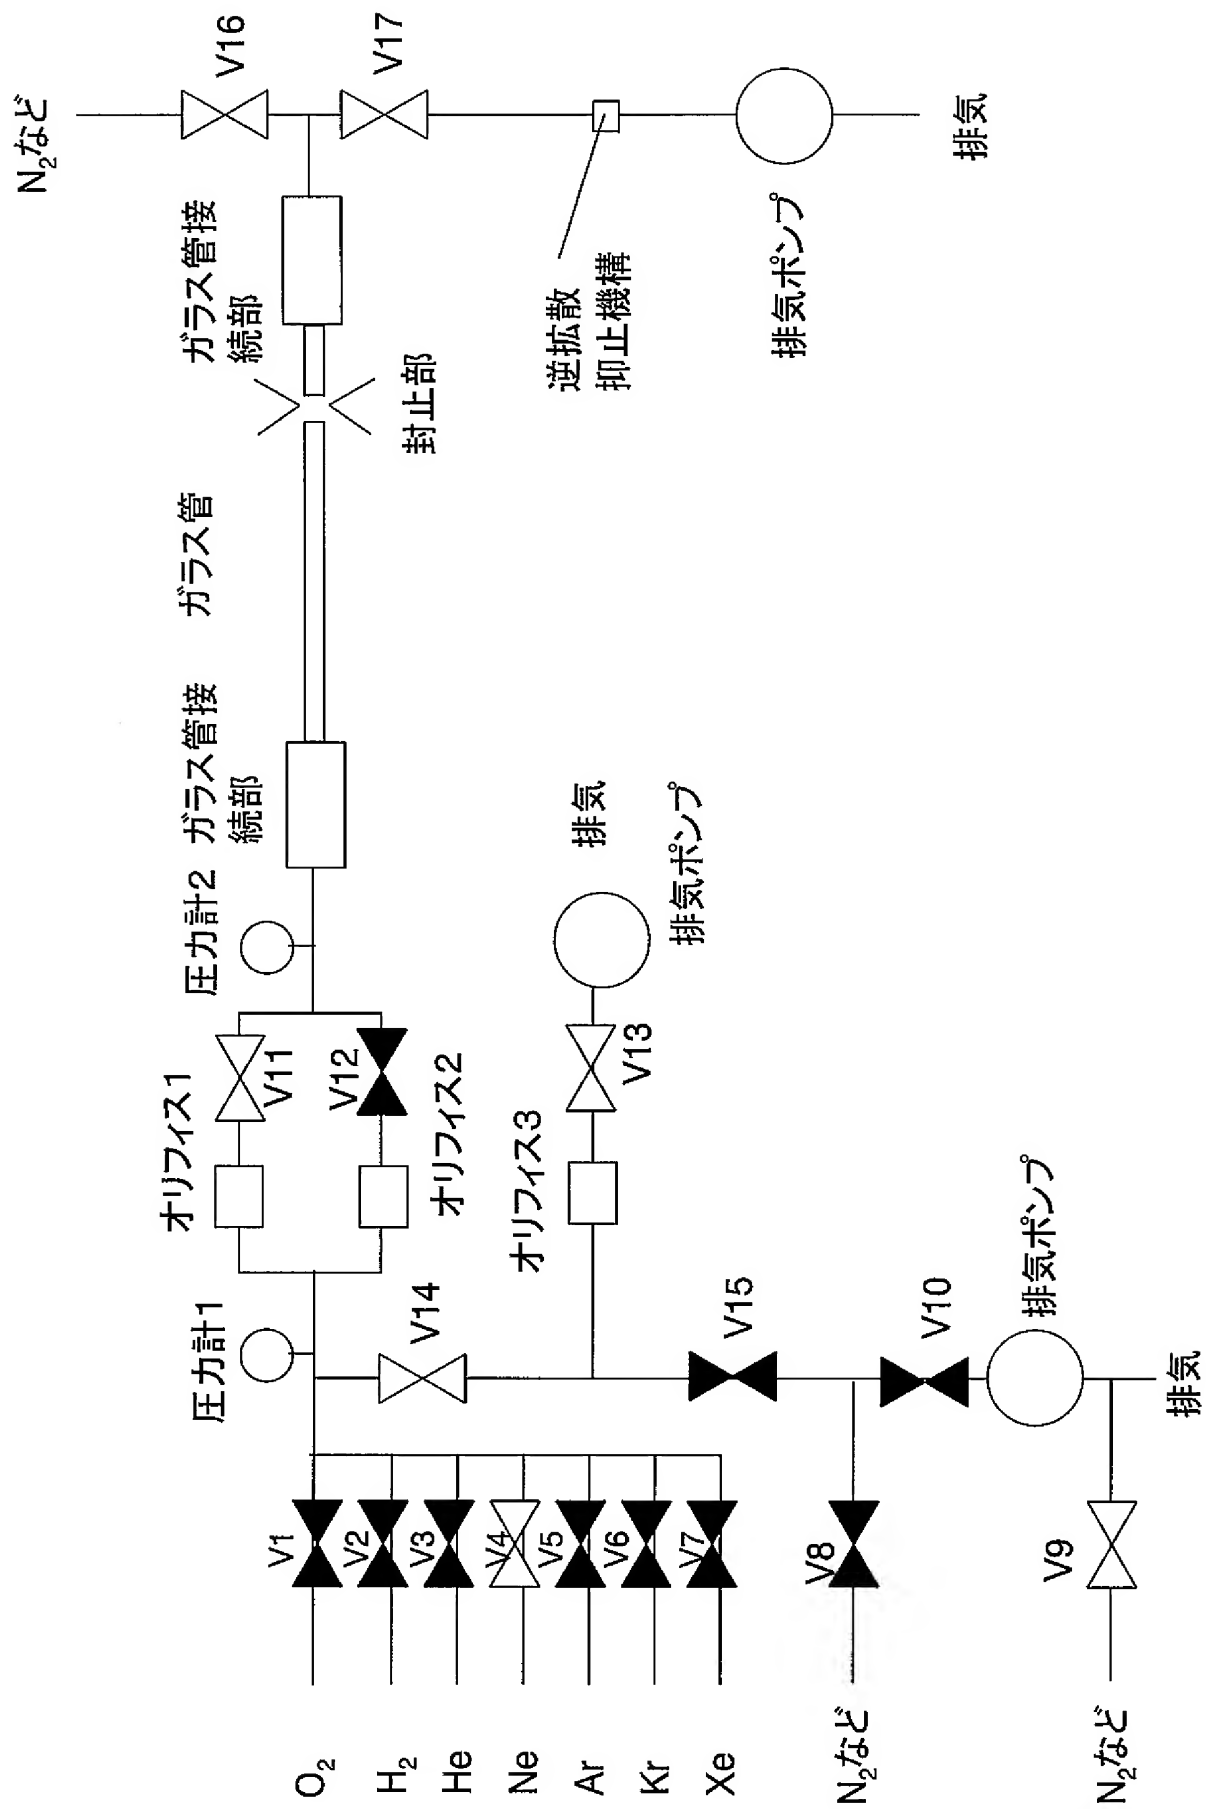 O₂
H₂
He
Ne
Ar
Kr
Xe
N₂など
N₂など
V1
V2
V3
V4
V5
V6
V7
V8
V9
圧力計1
V14
V15
V10
排気ポンプ
排気
オリフィス1
V11
V12
オリフィス2
オリフィス3
V13
排気
排気ポンプ
圧力計2
ガラス管接
続部
ガラス管
封止部
ガラス管接
続部
N₂など
V16
V17
逆拡散
抑止機構
排気ポンプ
排気